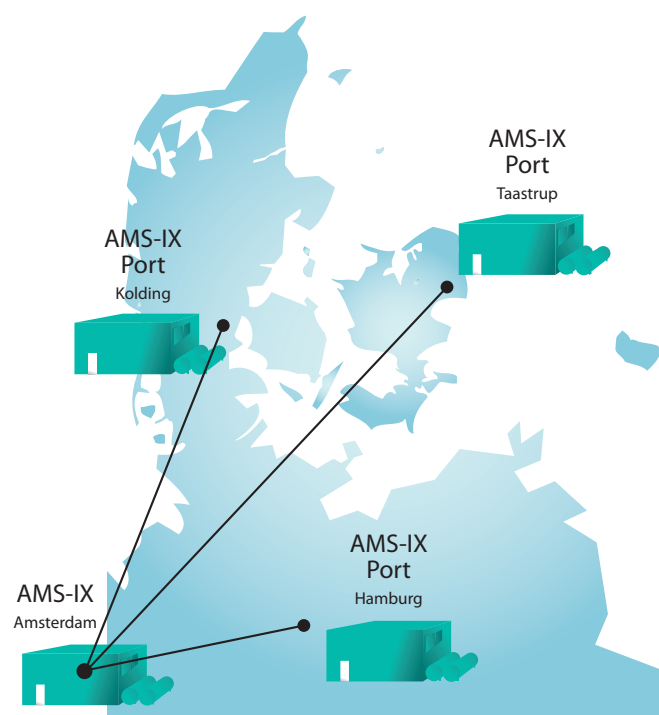 AMS-IX
Port
Taastrup
AMS-IX
Port
Kolding
AMS-IX
Port
Hamburg
AMS-IX
Amsterdam